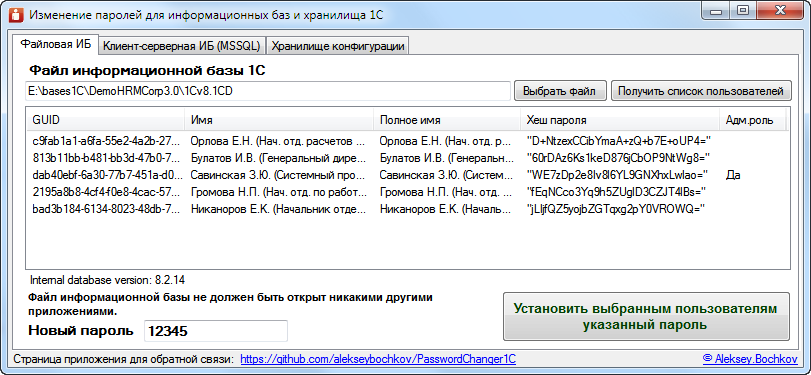 Изменение паролей для информационных баз и хранилища 1С
Файловая ИБ Клиент-серверная ИБ (MSSQL) Хранилище конфигурации
Файл информационной базы 1С
E:\bases1C\DemoHRMCorp3.0\1Cv8.1CD Выбрать файл Получить список пользователей
GUID Имя Полное имя Хеш пароля Адм.роль
c9fab1a1-a6fa-55e2-4a2b-27... Орлова Е.Н. (Нач. отд. расчетов ... Орлова Е.Н. (Нач. отд. р... "D+NtzexCCibYmaA+zQ+b7E+oUP4="
813b11bb-b481-bb3d-47b0-7... Булатов И.В. (Генеральный дире... Булатов И.В. (Генераль... "60rDAz6Ks1keD876jCbOP9NtWg8="
dab40ebf-6a30-77b7-451a-d0... Савинская З.Ю. (Системный про... Савинская З.Ю. (Систем... "WE7zDp2e8Iv8I6YL9GNXhxLwlao=" Да
2195a8b8-4cf4-f0e8-4cac-57... Громова Н.П. (Нач. отд. по работ... Громова Н.П. (Нач. отд. ... "fEqNCco3Yq9h5ZUgID3CZJT4IBs="
bad3b184-6134-8023-48db-7... Никаноров Е.К. (Начальник отде... Никаноров Е.К. (Началь... "jLIjfQZ5yojbZGTqxg2pY0VROWQ="
Internal database version: 8.2.14
Файл информационной базы не должен быть открыт никакими другими
приложениями.
Новый пароль 12345
Установить выбранным пользователям
указанный пароль
Страница приложения для обратной связи: https://github.com/alekseybochkov/PasswordChanger1C © Aleksey.Bochkov